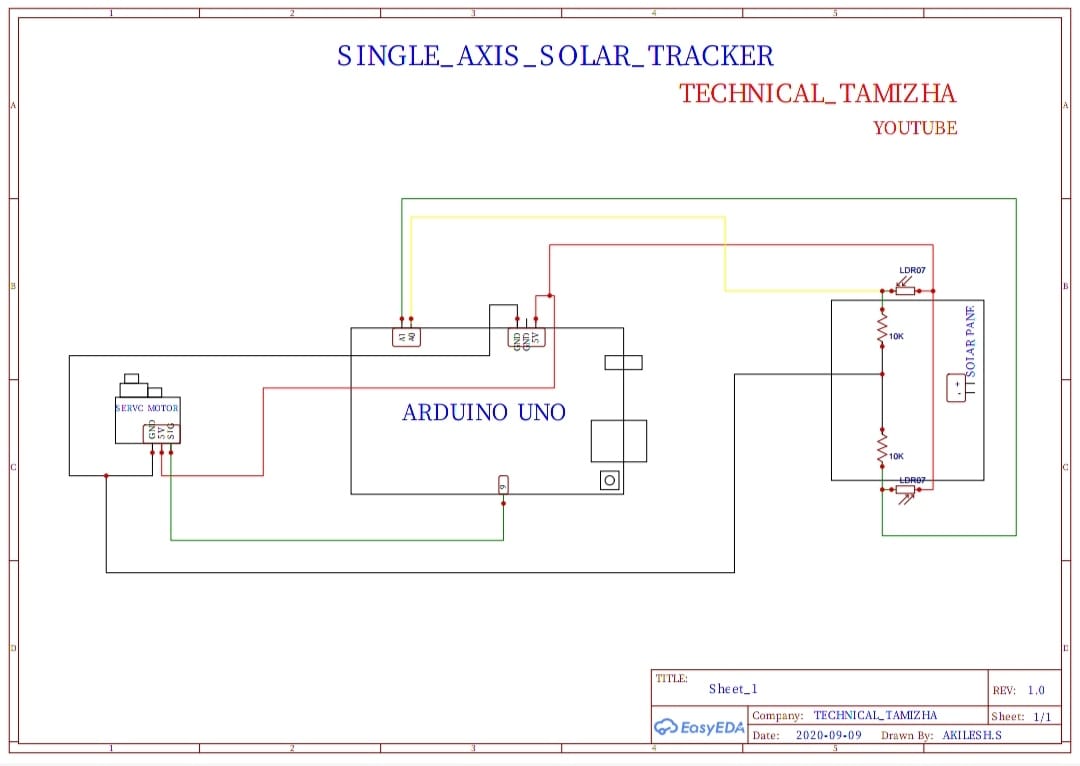 1 2 3 4 5
SINGLE_AXIS_SOLAR_TRACKER
TECHNICAL_TAMIZHA
YOUTUBE
A A
B B
LDR07
A1 A0
GND GND 5V
10K
SOLAR PANE
+ -
ARDUINO UNO
SERVC MOTOR
GND 5V SIG
10K
C C
LDR07
9
D
TITLE:
Sheet_1
REV: 1.0
EasyEDA
Company: TECHNICAL_TAMIZHA
Sheet: 1/1
Date: 2020-09-09 Drawn By: AKILESH.S
1 2 3 4 5